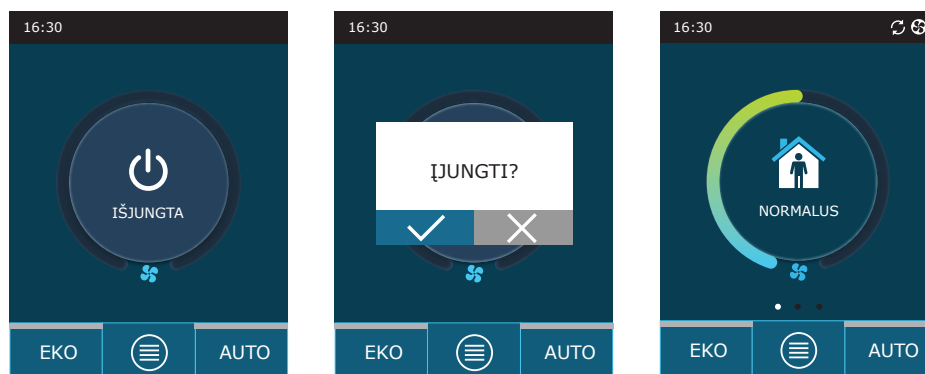 16:30
IŠJUNGTA
EKO
AUTO
16:30
ĮJUNGTI?
EKO
AUTO
16:30
NORMALUS
EKO
AUTO